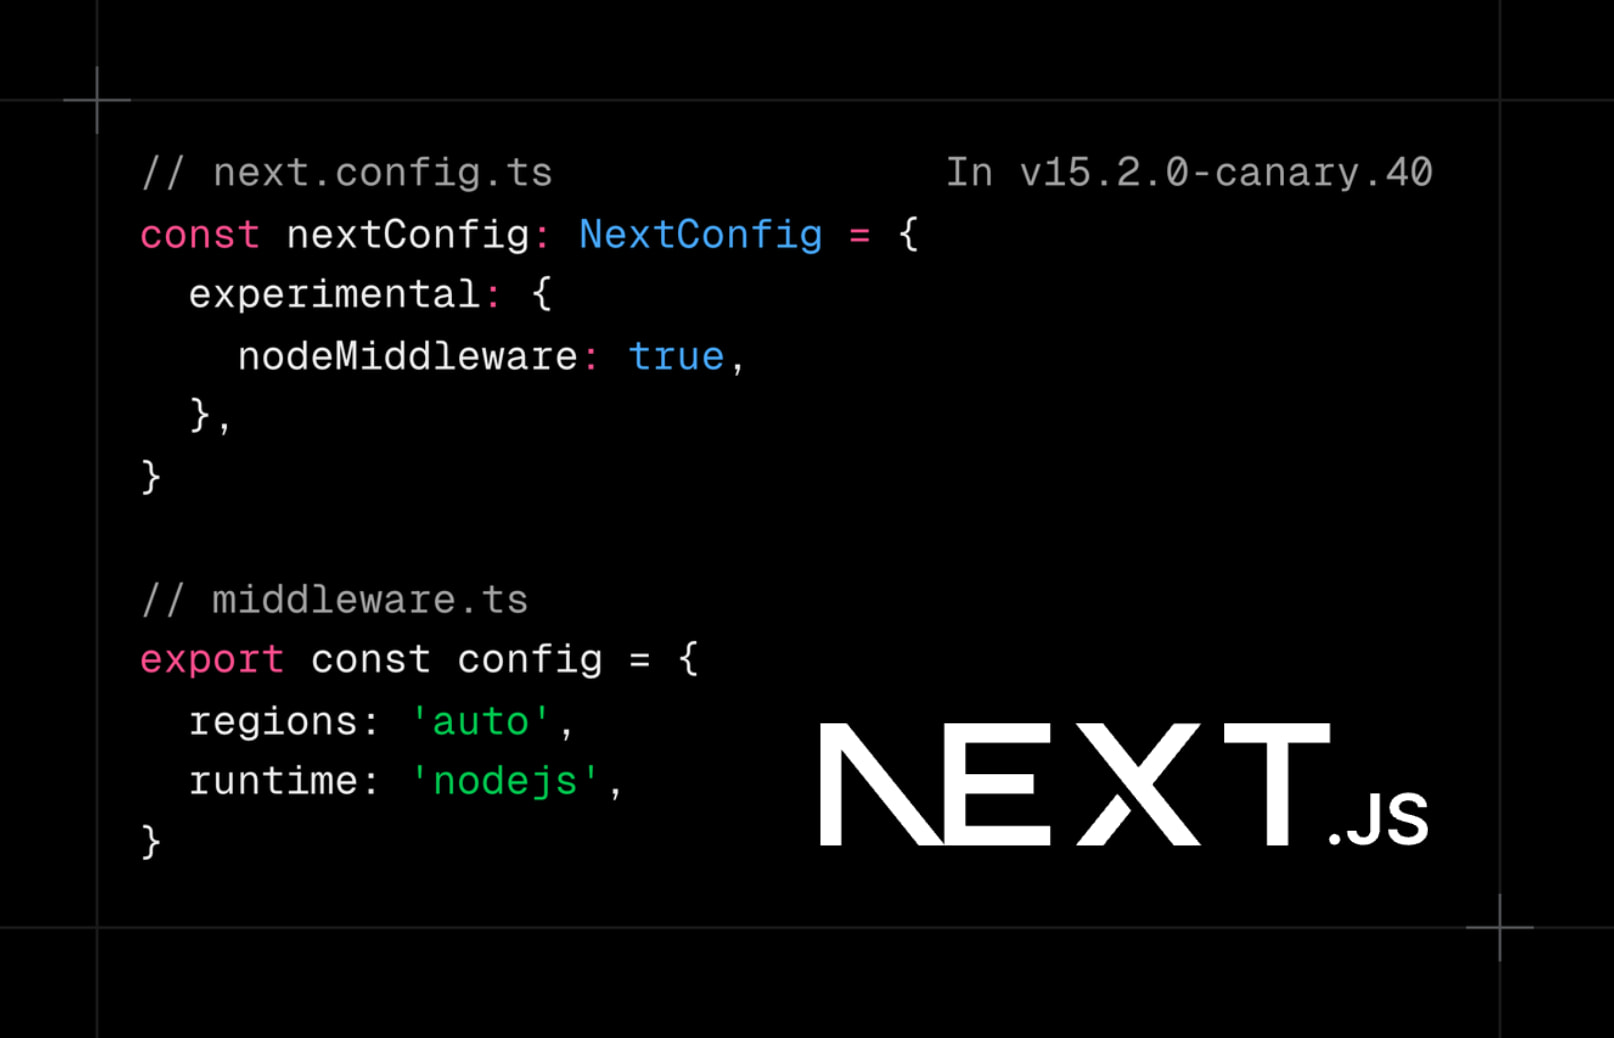 // next.config.ts In v15.2.0-canary.40
const nextConfig: NextConfig = {
  experimental: {
    nodeMiddleware: true,
  },
}
// middleware.ts
export const config = {
  regions: 'auto',
  runtime: 'nodejs',
}
NEXT.JS